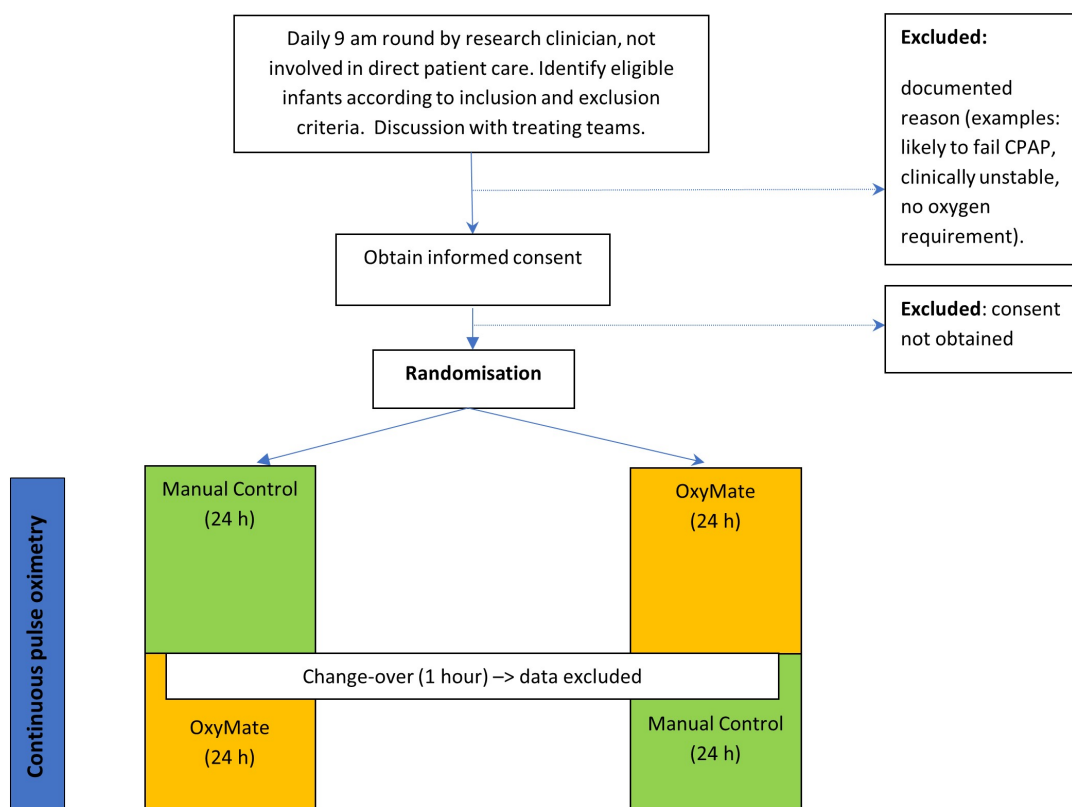 Daily 9 am round by research clinician, not
involved in direct patient care. Identify eligible
infants according to inclusion and exclusion
criteria.  Discussion with treating teams.
Excluded:
documented
reason (examples:
likely to fail CPAP,
clinically unstable,
no oxygen
requirement).
Obtain informed consent
Excluded: consent
not obtained
Randomisation
Continuous pulse oximetry
Manual Control
(24 h)
OxyMate
(24 h)
Change-over (1 hour) –> data excluded
OxyMate
(24 h)
Manual Control
(24 h)